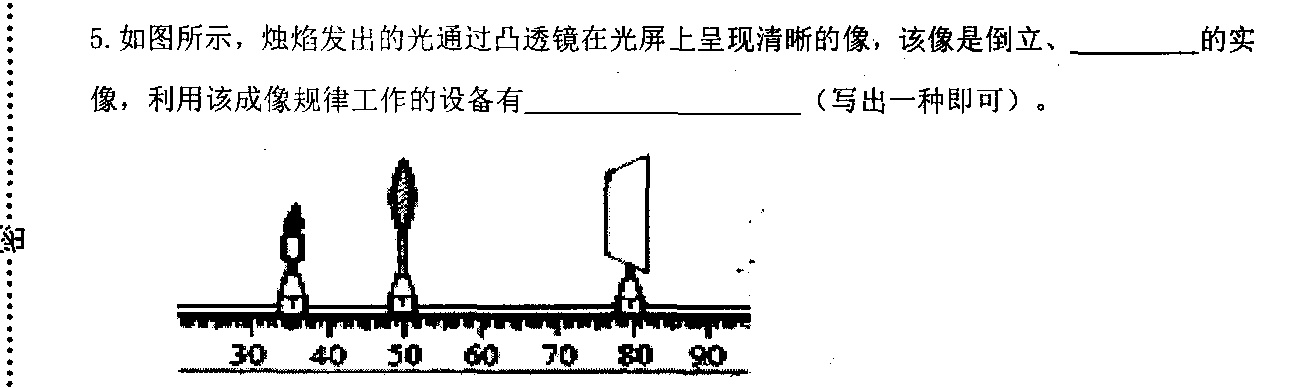 5. 如图所示，烛焰发出的光通过凸透镜在光屏上呈现清晰的像，该像是倒立、________的实
像，利用该成像规律工作的设备有________________（写出一种即可）。
密
30 40 50 60 70 80 90